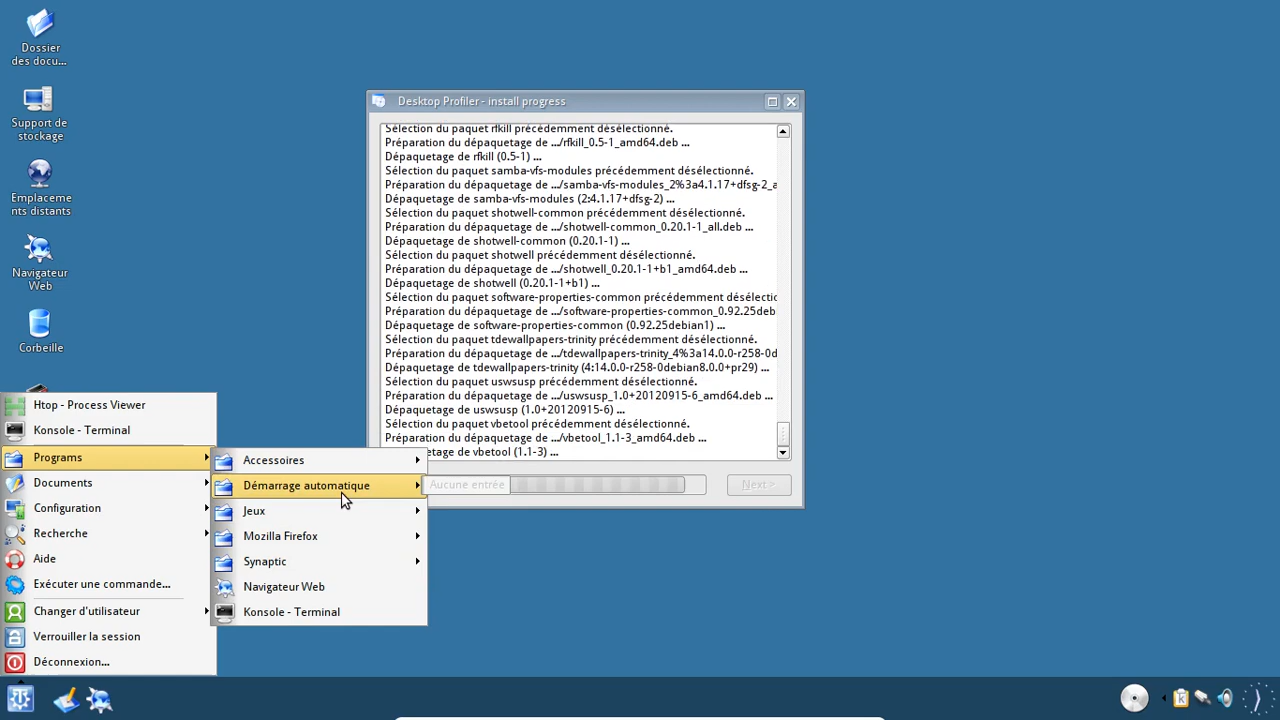 Dossier
des docu...
Support de
stockage
Emplaceme
nts distants
Navigateur
Web
Corbeille
Desktop Profiler - install progress
Sélection du paquet rfkill précédemment désélectionné.
Préparation du dépaquetage de .../rfkill_0.5-1_amd64.deb ...
Dépaquetage de rfkill (0.5-1) ...
Sélection du paquet samba-vfs-modules précédemment désélectionné.
Préparation du dépaquetage de .../samba-vfs-modules_2%3a4.1.17+dfsg-2_a
Dépaquetage de samba-vfs-modules (2:4.1.17+dfsg-2) ...
Sélection du paquet shotwell-common précédemment désélectionné.
Préparation du dépaquetage de .../shotwell-common_0.20.1-1_all.deb ...
Dépaquetage de shotwell-common (0.20.1-1) ...
Sélection du paquet shotwell précédemment désélectionné.
Préparation du dépaquetage de .../shotwell_0.20.1-1+b1_amd64.deb ...
Dépaquetage de shotwell (0.20.1-1+b1) ...
Sélection du paquet software-properties-common précédemment désélectio
Préparation du dépaquetage de .../software-properties-common_0.92.25deb
Dépaquetage de software-properties-common (0.92.25debian1) ...
Sélection du paquet tdewallpapers-trinity précédemment désélectionné.
Préparation du dépaquetage de .../tdewallpapers-trinity_4%3a14.0.0-r258-0d
Dépaquetage de tdewallpapers-trinity (4:14.0.0-r258-0debian8.0.0+pr29) ...
Sélection du paquet uswsusp précédemment désélectionné.
Préparation du dépaquetage de .../uswsusp_1.0+20120915-6_amd64.deb ...
Dépaquetage de uswsusp (1.0+20120915-6) ...
Sélection du paquet vbetool précédemment désélectionné.
Préparation du dépaquetage de .../vbetool_1.1-3_amd64.deb ...
de vbetool (1.1-3) ...
Aucune entrée
Next >
Htop - Process Viewer
Konsole - Terminal
Programs
Documents
Configuration
Recherche
Aide
Exécuter une commande...
Changer d'utilisateur
Verrouiller la session
Déconnexion...
Accessoires
Démarrage automatique
Jeux
Mozilla Firefox
Synaptic
Navigateur Web
Konsole - Terminal